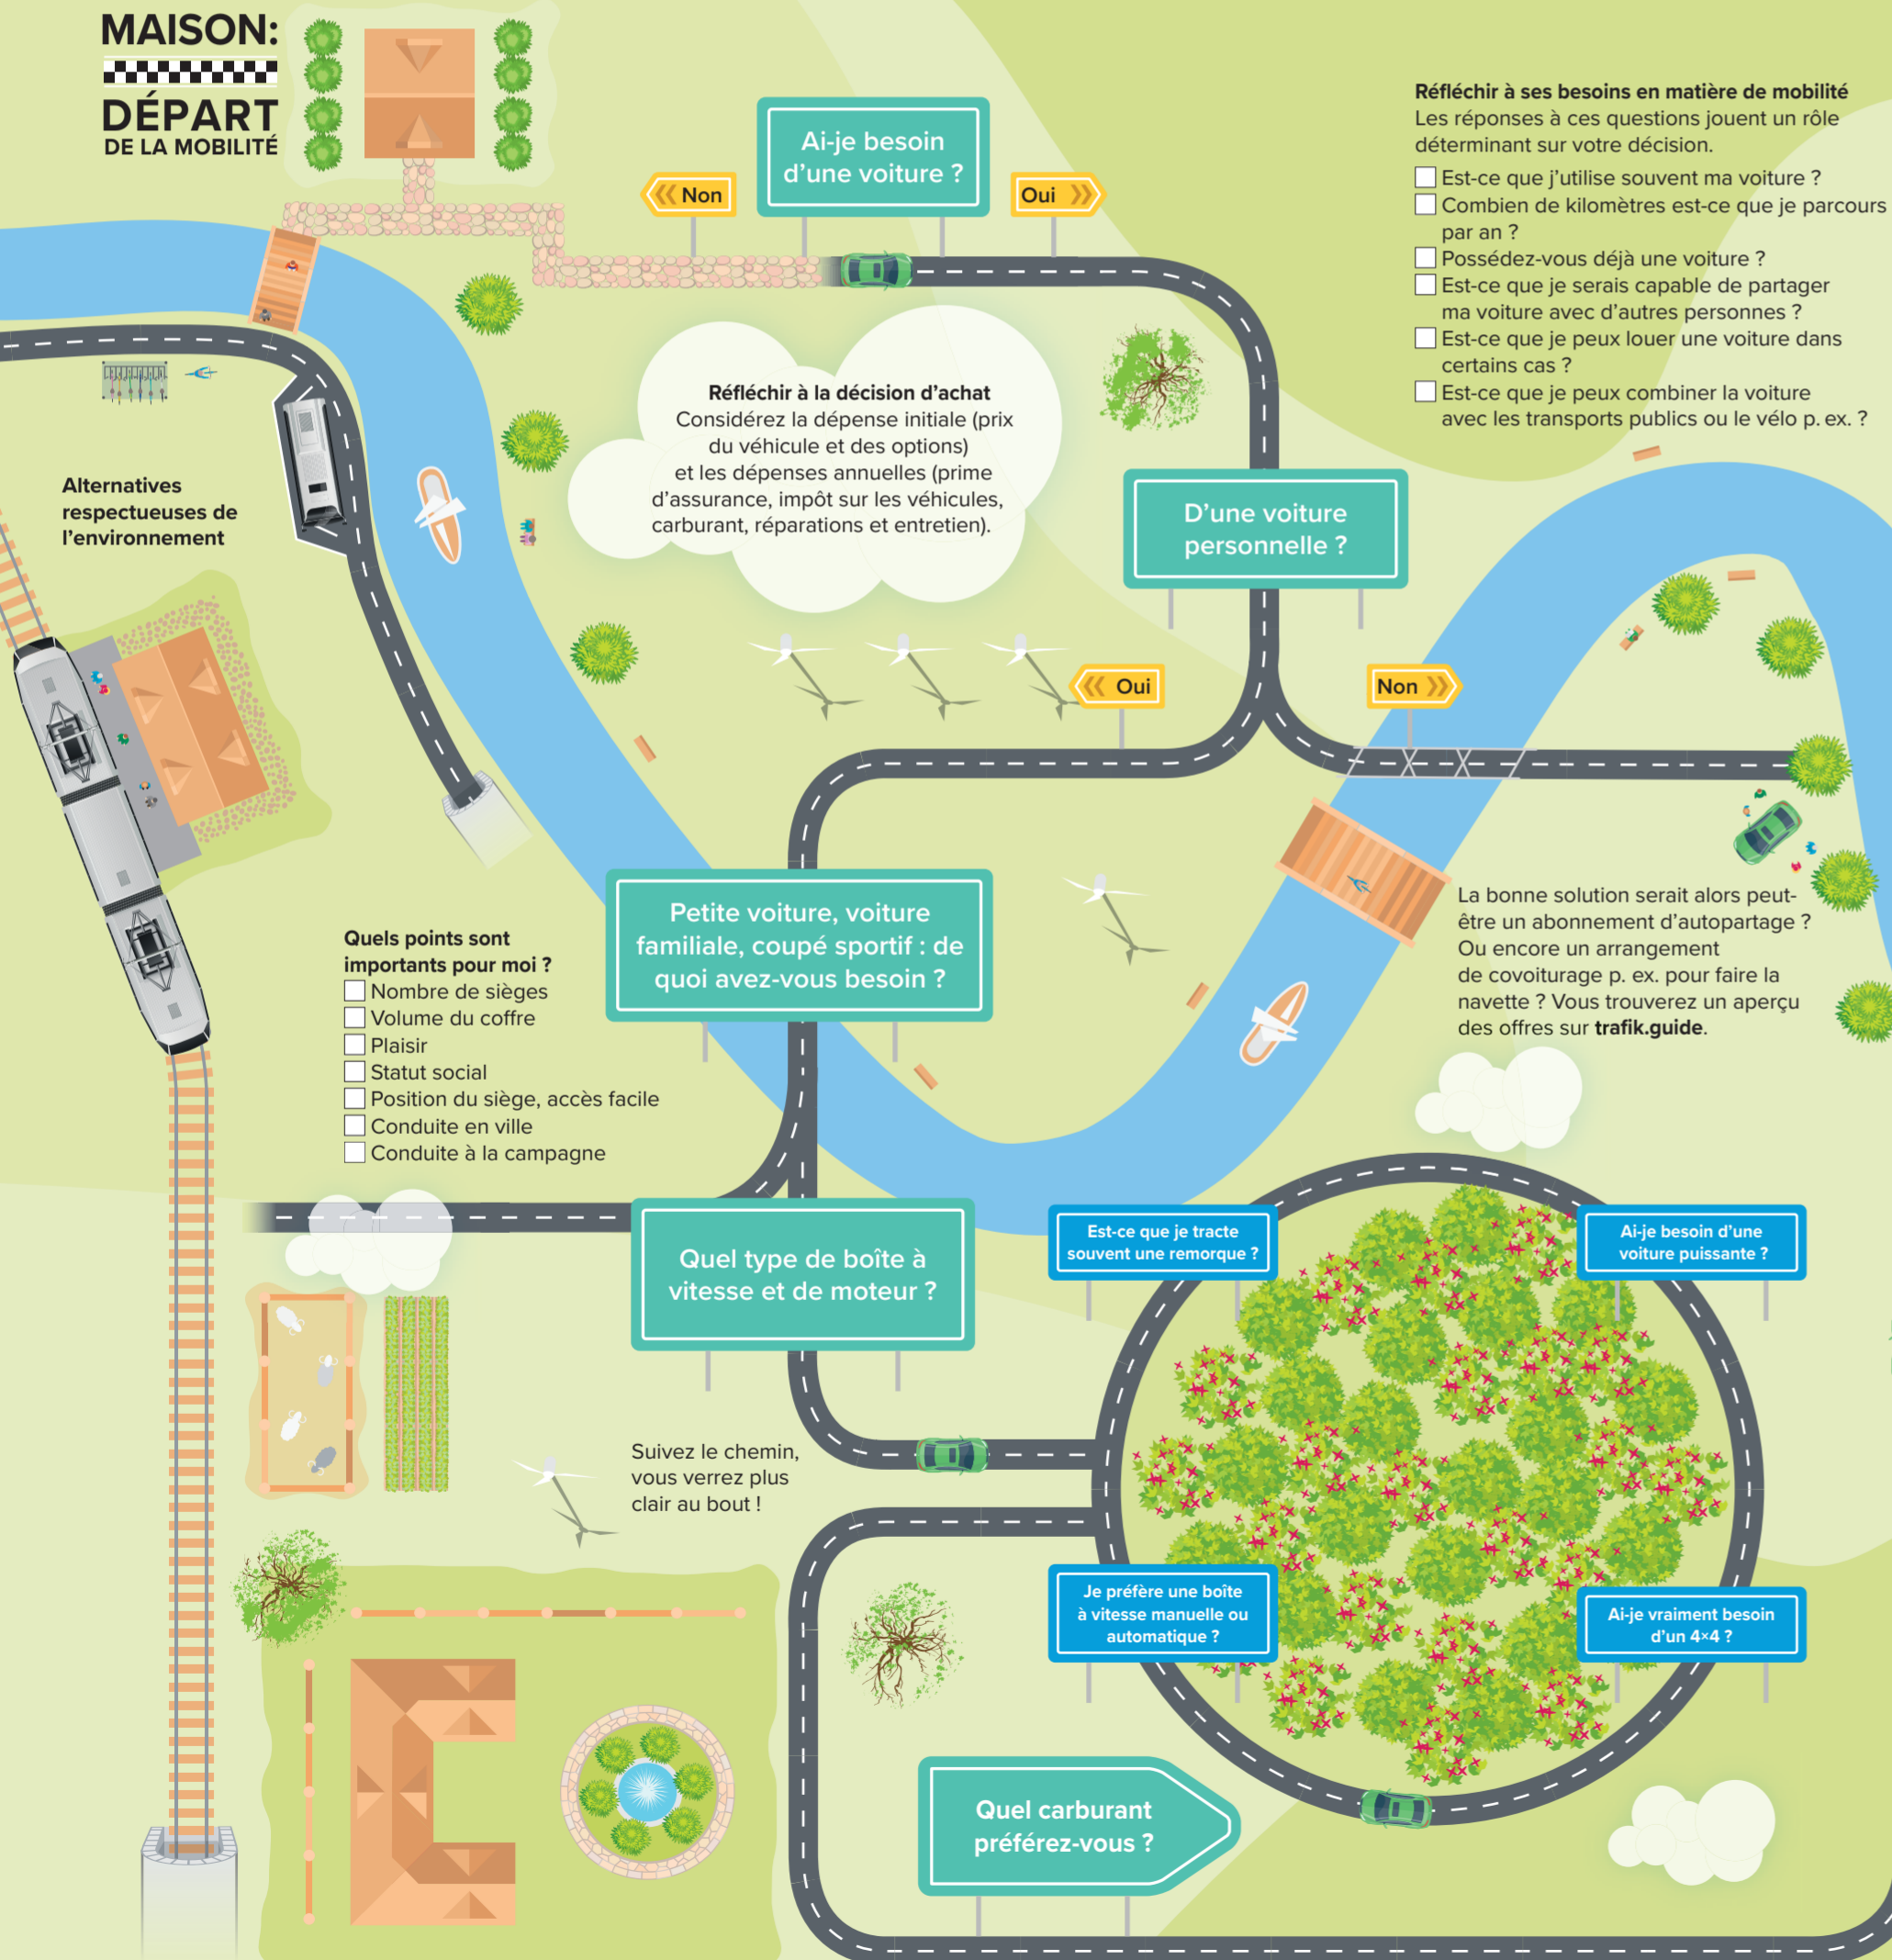 MAISON:
DÉPART
DE LA MOBILITÉ
Ai-je besoin
d’une voiture ?
Non
Oui
Réfléchir à ses besoins en matière de mobilité
Les réponses à ces questions jouent un rôle
déterminant sur votre décision.
Est-ce que j’utilise souvent ma voiture ?
Combien de kilomètres est-ce que je parcours
par an ?
Possédez-vous déjà une voiture ?
Est-ce que je serais capable de partager
ma voiture avec d’autres personnes ?
Est-ce que je peux louer une voiture dans
certains cas ?
Est-ce que je peux combiner la voiture
avec les transports publics ou le vélo p. ex. ?
Réfléchir à la décision d’achat
Considérez la dépense initiale (prix
du véhicule et des options)
et les dépenses annuelles (prime
d’assurance, impôt sur les véhicules,
carburant, réparations et entretien).
Alternatives
respectueuses de
l’environnement
D’une voiture
personnelle ?
Oui
Non
Petite voiture, voiture
familiale, coupé sportif : de
quoi avez-vous besoin ?
La bonne solution serait alors peut-
être un abonnement d’autopartage ?
Ou encore un arrangement
de covoiturage p. ex. pour faire la
navette ? Vous trouverez un aperçu
des offres sur trafik.guide.
Quels points sont
importants pour moi ?
Nombre de sièges
Volume du coffre
Plaisir
Statut social
Position du siège, accès facile
Conduite en ville
Conduite à la campagne
Quel type de boîte à
vitesse et de moteur ?
Est-ce que je tracte
souvent une remorque ?
Ai-je besoin d’une
voiture puissante ?
Suivez le chemin,
vous verrez plus
clair au bout !
Je préfère une boîte
à vitesse manuelle ou
automatique ?
Ai-je vraiment besoin
d’un 4×4 ?
Quel carburant
préférez-vous ?